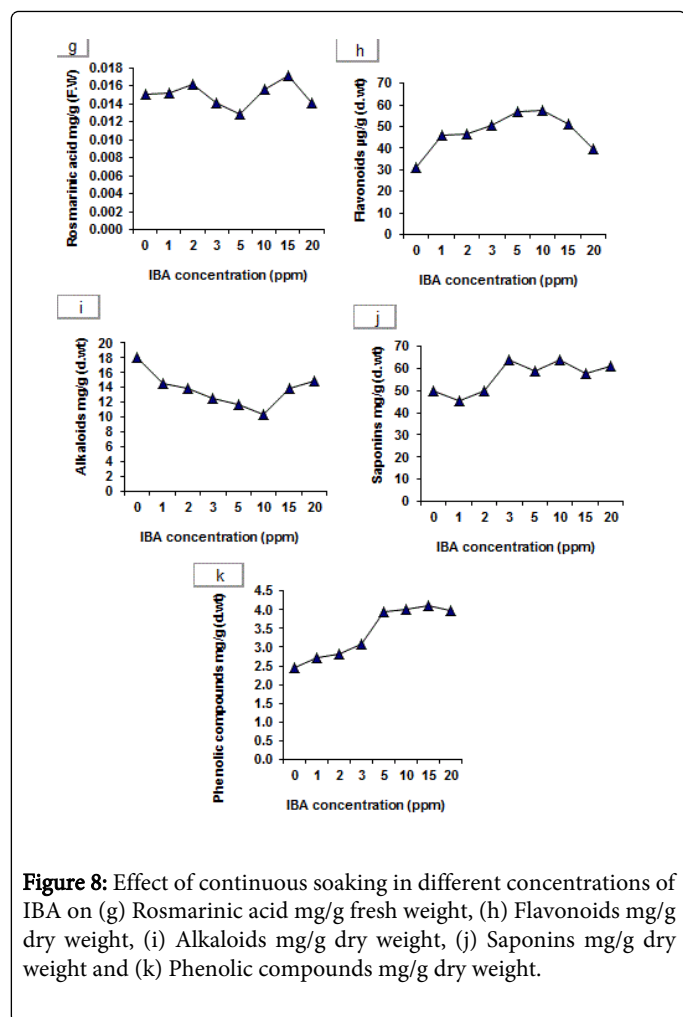 g
Rosmarinic acid mg/g (F.W)
0.018
0.016
0.014
0.012
0.010
0.008
0.006
0.004
0.002
0.000
0 1 2 3 5 10 15 20
IBA concentration (ppm)
h
Flavonoids µg/g (d.wt)
70
60
50
40
30
20
10
0
0 1 2 3 5 10 15 20
IBA concentration (ppm)
i
Alkaloids mg/g (d.wt)
20
18
16
14
12
10
8
6
4
2
0
0 1 2 3 5 10 15 20
IBA concentration (ppm)
j
Saponins mg/g (d.wt)
70
60
50
40
30
20
10
0
0 1 2 3 5 10 15 20
IBA concentration (ppm)
k
Phenolic compounds mg/g (d.wt)
4.5
4.0
3.5
3.0
2.5
2.0
1.5
1.0
0.5
0.0
0 1 2 3 5 10 15 20
IBA concentration (ppm)
Figure 8: Effect of continuous soaking in different concentrations of
IBA on (g) Rosmarinic acid mg/g fresh weight, (h) Flavonoids mg/g
dry weight, (i) Alkaloids mg/g dry weight, (j) Saponins mg/g dry
weight and (k) Phenolic compounds mg/g dry weight.